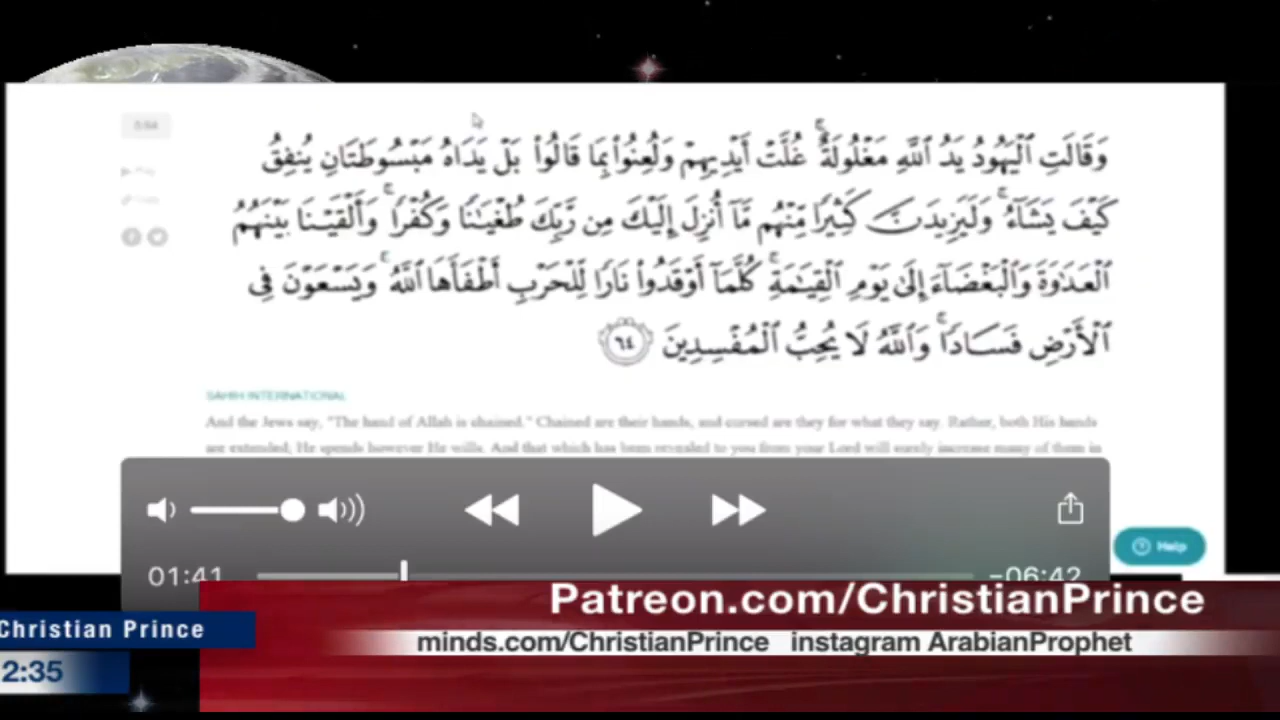 5:64
وَقَالَتِ ٱلْيَهُودُ يَدُ ٱللَّهِ مَغْلُولَةٌ ۚ غُلَّتْ أَيْدِيهِمْ وَلُعِنُوا۟ بِمَا قَالُوا۟ ۘ بَلْ يَدَاهُ مَبْسُوطَتَانِ يُنفِقُ
كَيْفَ يَشَآءُ ۚ وَلَيَزِيدَنَّ كَثِيرًا مِّنْهُم مَّآ أُنزِلَ إِلَيْكَ مِن رَّبِّكَ طُغْيَـٰنًا وَكُفْرًا ۚ وَأَلْقَيْنَا بَيْنَهُمُ
ٱلْعَدَٰوَةَ وَٱلْبَغْضَآءَ إِلَىٰ يَوْمِ ٱلْقِيَـٰمَةِ ۚ كُلَّمَآ أَوْقَدُوا۟ نَارًا لِّلْحَرْبِ أَطْفَأَهَا ٱللَّهُ ۚ وَيَسْعَوْنَ فِى
ٱلْأَرْضِ فَسَادًا ۚ وَٱللَّهُ لَا يُحِبُّ ٱلْمُفْسِدِينَ ٦٤
SAHIH INTERNATIONAL
And the Jews say, "The hand of Allah is chained." Chained are their hands, and cursed are they for what they say. Rather, both His hands
are extended; He spends however He wills. And that which has been revealed to you from your Lord will surely increase many of them in
Help
01:41 -06:42
Patreon.com/ChristianPrince
Christian Prince
minds.com/ChristianPrince instagram ArabianProphet
2:35